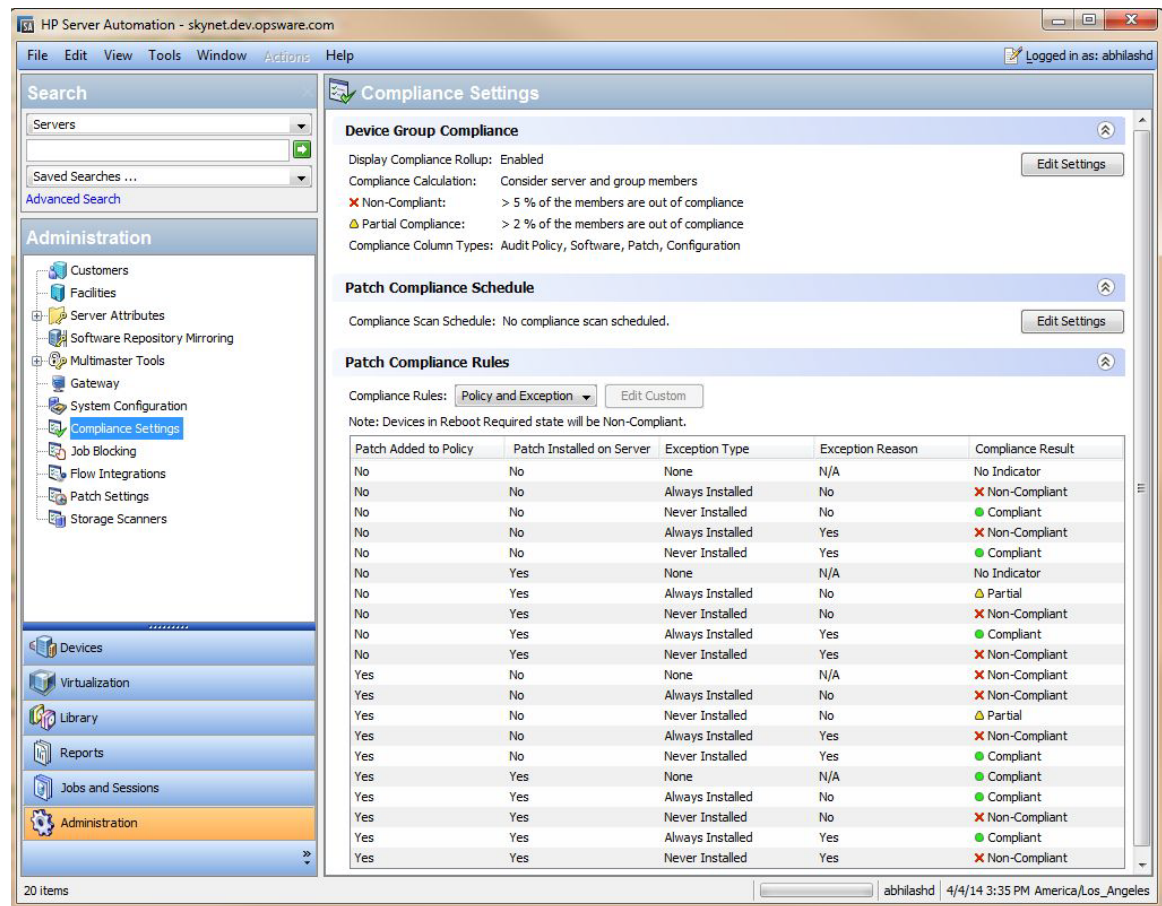 HP Server Automation - skynet.dev.opsware.com
File Edit View Tools Window Actions Help
Logged in as: abhilashd
Search
Servers
Saved Searches ...
Advanced Search
Administration
Customers
Facilities
Server Attributes
Software Repository Mirroring
Multimaster Tools
Gateway
System Configuration
Compliance Settings
Job Blocking
Flow Integrations
Patch Settings
Storage Scanners
Devices
Virtualization
Library
Reports
Jobs and Sessions
Administration
Compliance Settings
Device Group Compliance
Display Compliance Rollup: Enabled
Edit Settings
Compliance Calculation: Consider server and group members
Non-Compliant: > 5 % of the members are out of compliance
Partial Compliance: > 2 % of the members are out of compliance
Compliance Column Types: Audit Policy, Software, Patch, Configuration
Patch Compliance Schedule
Compliance Scan Schedule: No compliance scan scheduled.
Edit Settings
Patch Compliance Rules
Compliance Rules: Policy and Exception Edit Custom
Note: Devices in Reboot Required state will be Non-Compliant.
Patch Added to Policy Patch Installed on Server Exception Type Exception Reason Compliance Result
No No None N/A No Indicator
No No Always Installed No Non-Compliant
No No Never Installed No Compliant
No No Always Installed Yes Non-Compliant
No No Never Installed Yes Compliant
No Yes None N/A No Indicator
No Yes Always Installed No Partial
No Yes Never Installed No Non-Compliant
No Yes Always Installed Yes Compliant
No Yes Never Installed Yes Non-Compliant
Yes No None N/A Non-Compliant
Yes No Always Installed No Non-Compliant
Yes No Never Installed No Partial
Yes No Always Installed Yes Non-Compliant
Yes No Never Installed Yes Compliant
Yes Yes None N/A Compliant
Yes Yes Always Installed No Compliant
Yes Yes Never Installed No Non-Compliant
Yes Yes Always Installed Yes Compliant
Yes Yes Never Installed Yes Non-Compliant
20 items
abhilashd 4/4/14 3:35 PM America/Los_Angeles